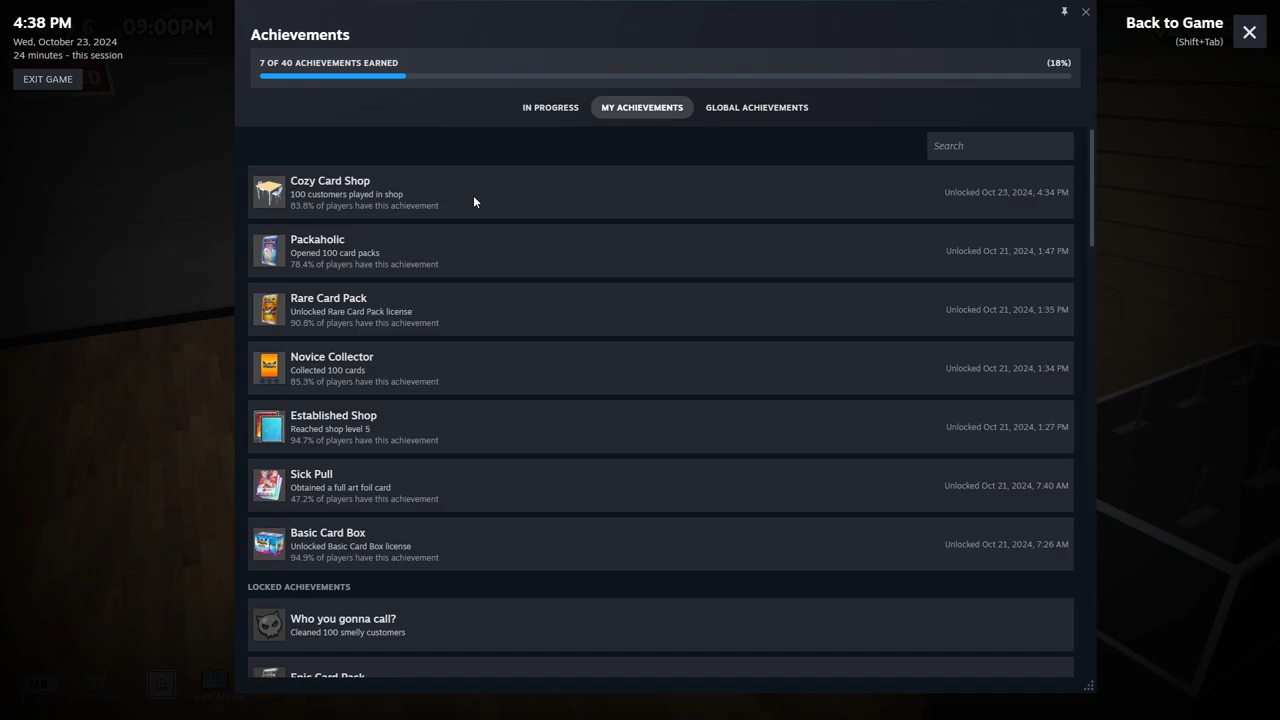 4:38 PM
Wed, October 23, 2024
24 minutes - this session
EXIT GAME
09:00PM
Back to Game
(Shift+Tab)
Achievements
7 OF 40 ACHIEVEMENTS EARNED (18%)
IN PROGRESS MY ACHIEVEMENTS GLOBAL ACHIEVEMENTS
Search
Cozy Card Shop
100 customers played in shop
83.8% of players have this achievement
Unlocked Oct 23, 2024, 4:34 PM
Packaholic
Opened 100 card packs
78.4% of players have this achievement
Unlocked Oct 21, 2024, 1:47 PM
Rare Card Pack
Unlocked Rare Card Pack license
90.8% of players have this achievement
Unlocked Oct 21, 2024, 1:35 PM
Novice Collector
Collected 100 cards
85.3% of players have this achievement
Unlocked Oct 21, 2024, 1:34 PM
Established Shop
Reached shop level 5
94.7% of players have this achievement
Unlocked Oct 21, 2024, 1:27 PM
Sick Pull
Obtained a full art foil card
47.2% of players have this achievement
Unlocked Oct 21, 2024, 7:40 AM
Basic Card Box
Unlocked Basic Card Box license
94.9% of players have this achievement
Unlocked Oct 21, 2024, 7:26 AM
LOCKED ACHIEVEMENTS
Who you gonna call?
Cleaned 100 smelly customers
Epic Card Pack
TAB
R